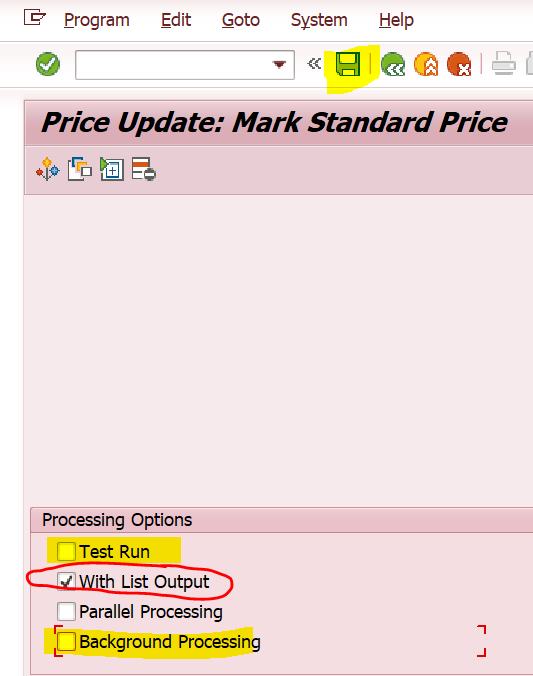 Program Edit Goto System Help
Price Update: Mark Standard Price
Processing Options
Test Run
With List Output
Parallel Processing
Background Processing